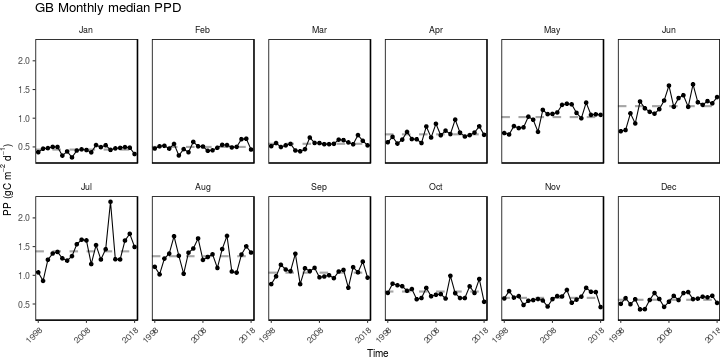 GB Monthly median PPD
Jan Feb Mar Apr May Jun
2.0
1.5
1.0
0.5
Jul Aug Sep Oct Nov Dec
2.0
1.5
1.0
0.5
PP (gC m⁻² d⁻¹)
1998 2008 2018 1998 2008 2018 1998 2008 2018 1998 2008 2018 1998 2008 2018 1998 2008 2018
Time